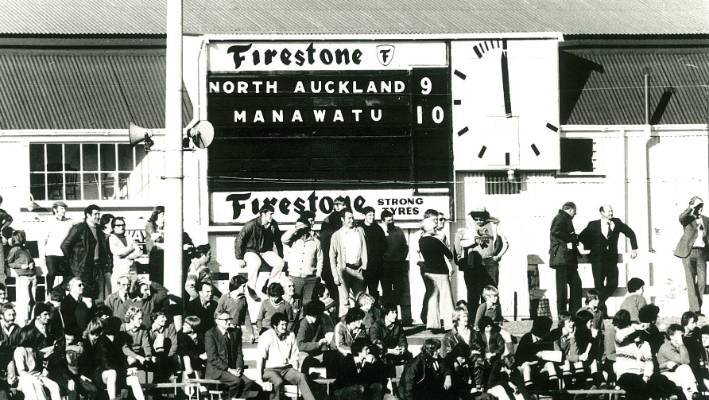 Firestone F
NORTH AUCKLAND 9
MANAWATU 10
Firestone STRONG
TYRES